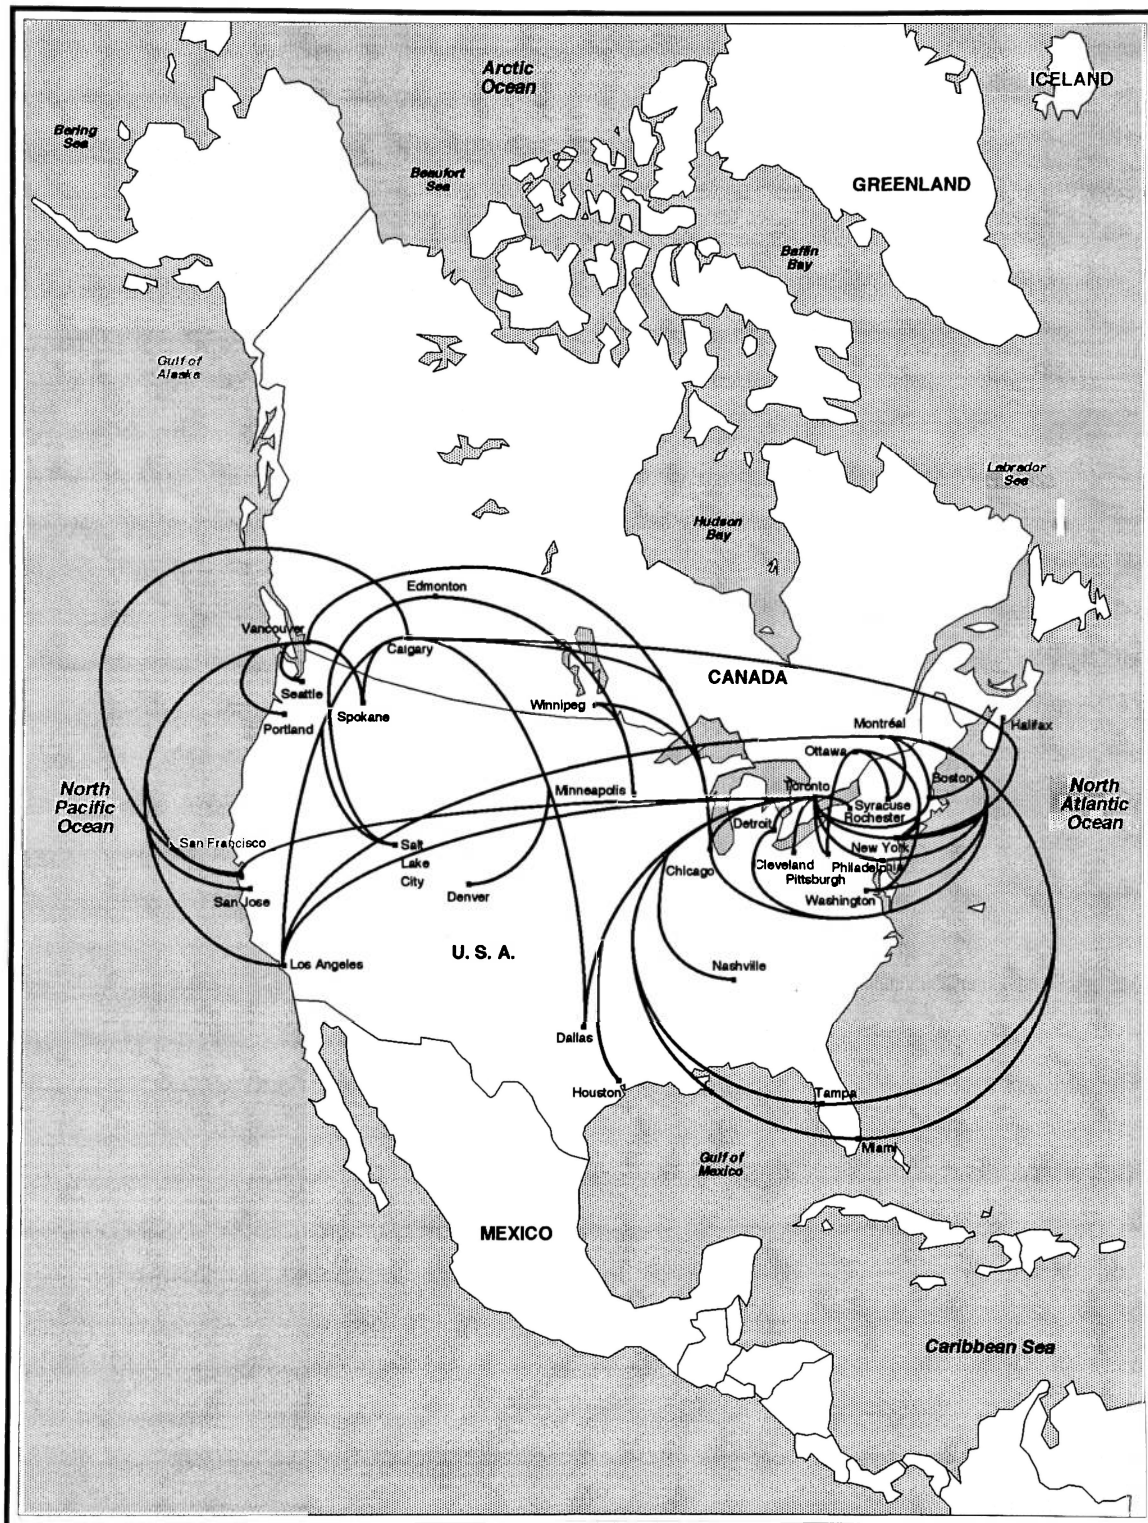 Arctic
Ocean
ICELAND
Bering
Sea
Beaufort
Sea
GREENLAND
Baffin
Bay
Gulf of
Alaska
Labrador
Sea
Hudson
Bay
Edmonton
Vancouver
Calgary
CANADA
Seattle
Spokane
Winnipeg
Portland
Montréal
Halifax
Ottawa
North
Pacific
Ocean
Minneapolis
Toronto
Boston
North
Atlantic
Ocean
Syracuse
Rochester
Detroit
San Francisco
Salt
Lake
City
New York
Chicago
Cleveland
Philadelphia
Pittsburgh
San Jose
Denver
Washington
U. S. A.
Los Angeles
Nashville
Dallas
Houston
Tampa
Miami
Gulf of
Mexico
MEXICO
Caribbean Sea